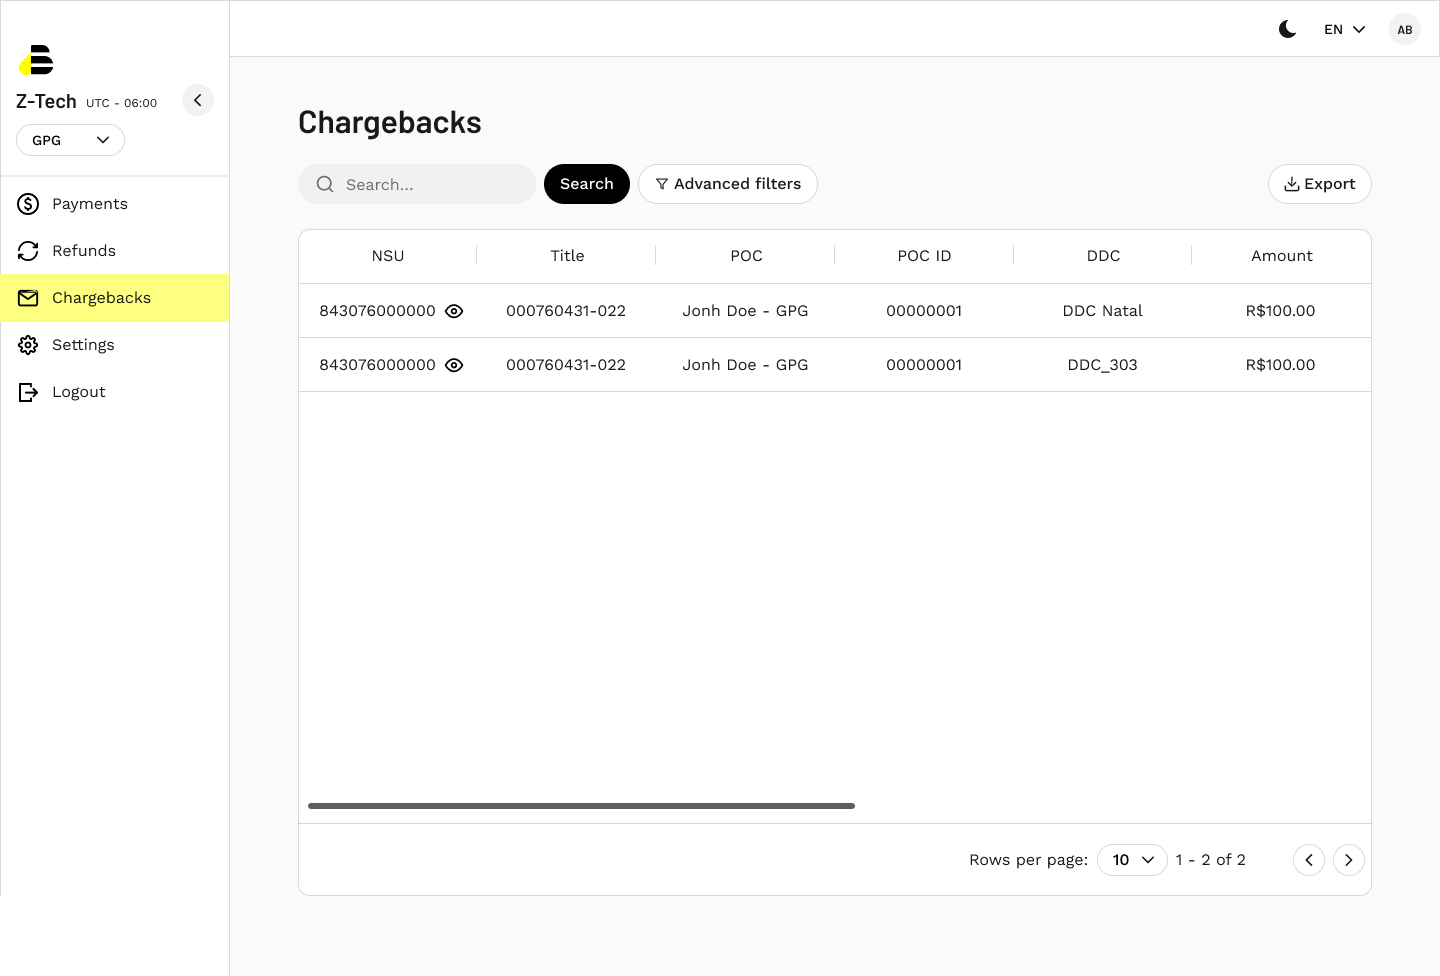 Z-Tech UTC - 06:00
GPG
Payments
Refunds
Chargebacks
Settings
Logout
EN
AB
Chargebacks
Search...
Search
Advanced filters
Export
NSU Title POC POC ID DDC Amount
843076000000 000760431-022 Jonh Doe - GPG 00000001 DDC Natal R$100.00
843076000000 000760431-022 Jonh Doe - GPG 00000001 DDC_303 R$100.00
Rows per page: 10 1 - 2 of 2